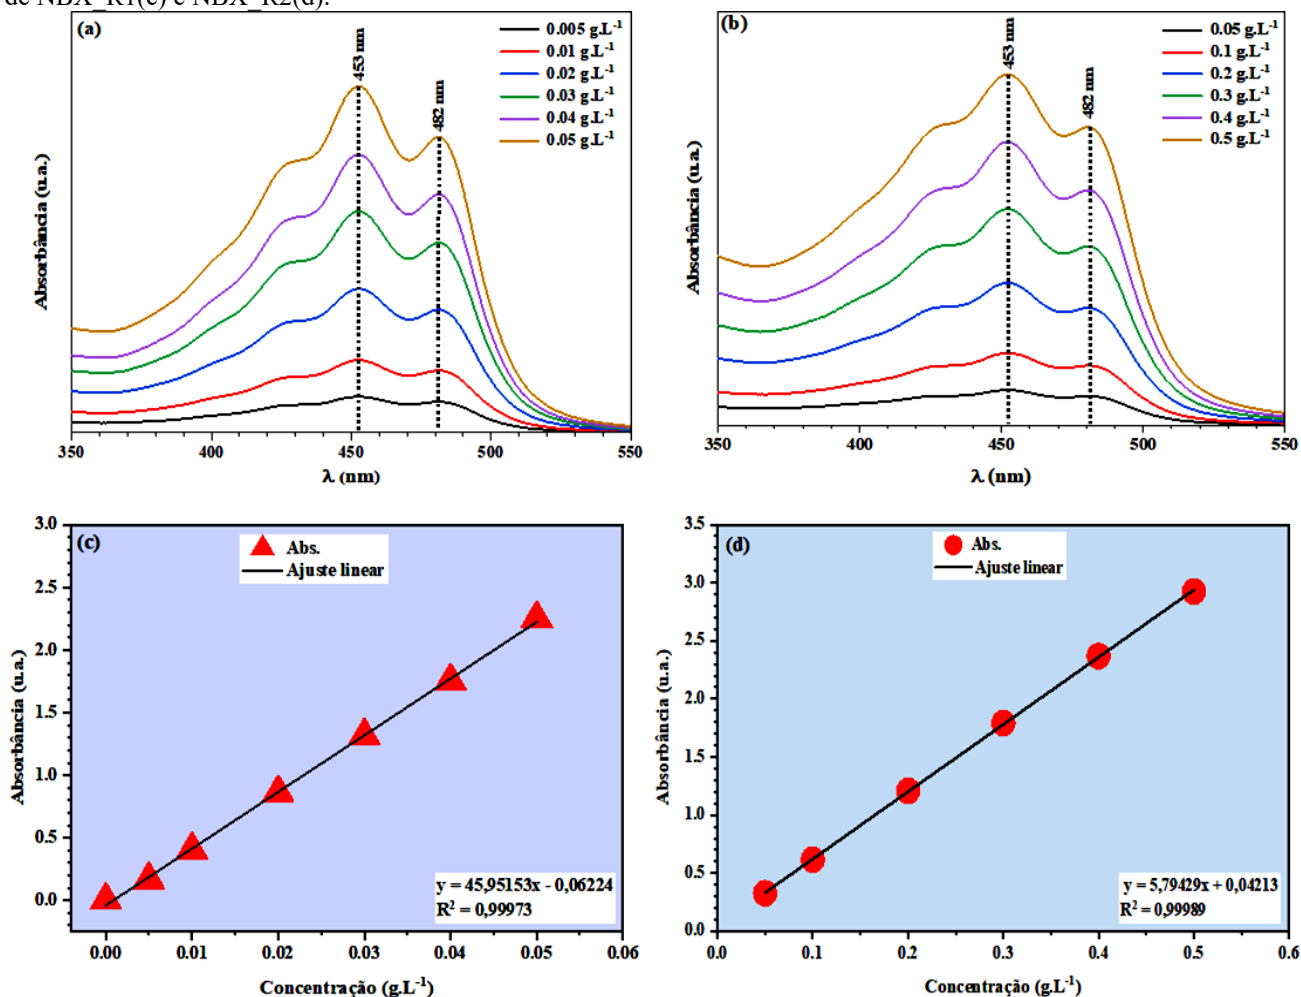 de NBX_R1(c) e NBX_R2(d).
(a)
453 nm
482 nm
0.005 g.L⁻¹
0.01 g.L⁻¹
0.02 g.L⁻¹
0.03 g.L⁻¹
0.04 g.L⁻¹
0.05 g.L⁻¹
Absorbância (u.a.)
350 400 450 500 550
λ (nm)
(b)
453 nm
482 nm
0.05 g.L⁻¹
0.1 g.L⁻¹
0.2 g.L⁻¹
0.3 g.L⁻¹
0.4 g.L⁻¹
0.5 g.L⁻¹
Absorbância (u.a.)
350 400 450 500 550
λ (nm)
(c)
Abs.
Ajuste linear
3.0
2.5
2.0
1.5
1.0
0.5
0.0
Absorbância (u.a.)
y = 45,95153x - 0,06224
R² = 0,99973
0.00 0.01 0.02 0.03 0.04 0.05 0.06
Concentração (g.L⁻¹)
(d)
Abs.
Ajuste linear
3.5
3.0
2.5
2.0
1.5
1.0
0.5
0.0
Absorbância (u.a.)
y = 5,79429x + 0,04213
R² = 0,99989
0.0 0.1 0.2 0.3 0.4 0.5 0.6
Concentração (g.L⁻¹)